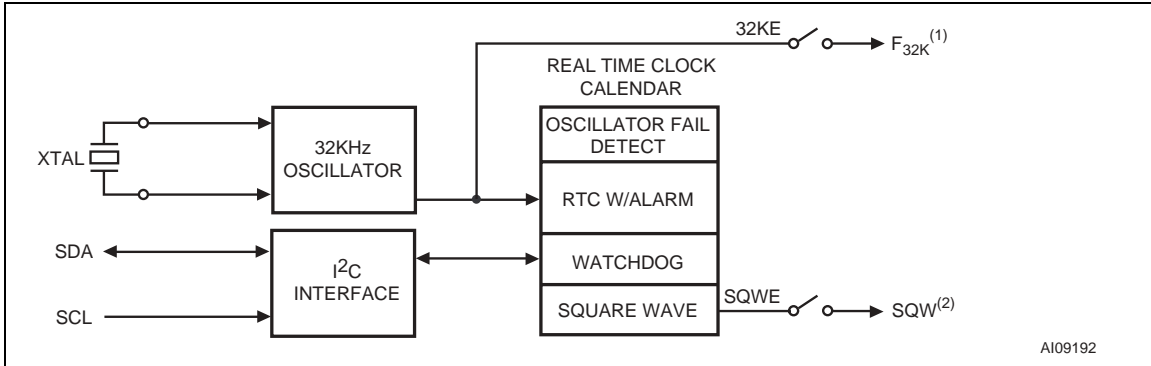 32KE
F32K(1)
REAL TIME CLOCK
CALENDAR
OSCILLATOR FAIL
DETECT
XTAL
32KHz
OSCILLATOR
RTC W/ALARM
SDA
I2C
INTERFACE
WATCHDOG
SCL
SQUARE WAVE
SQWE
SQW(2)
AI09192